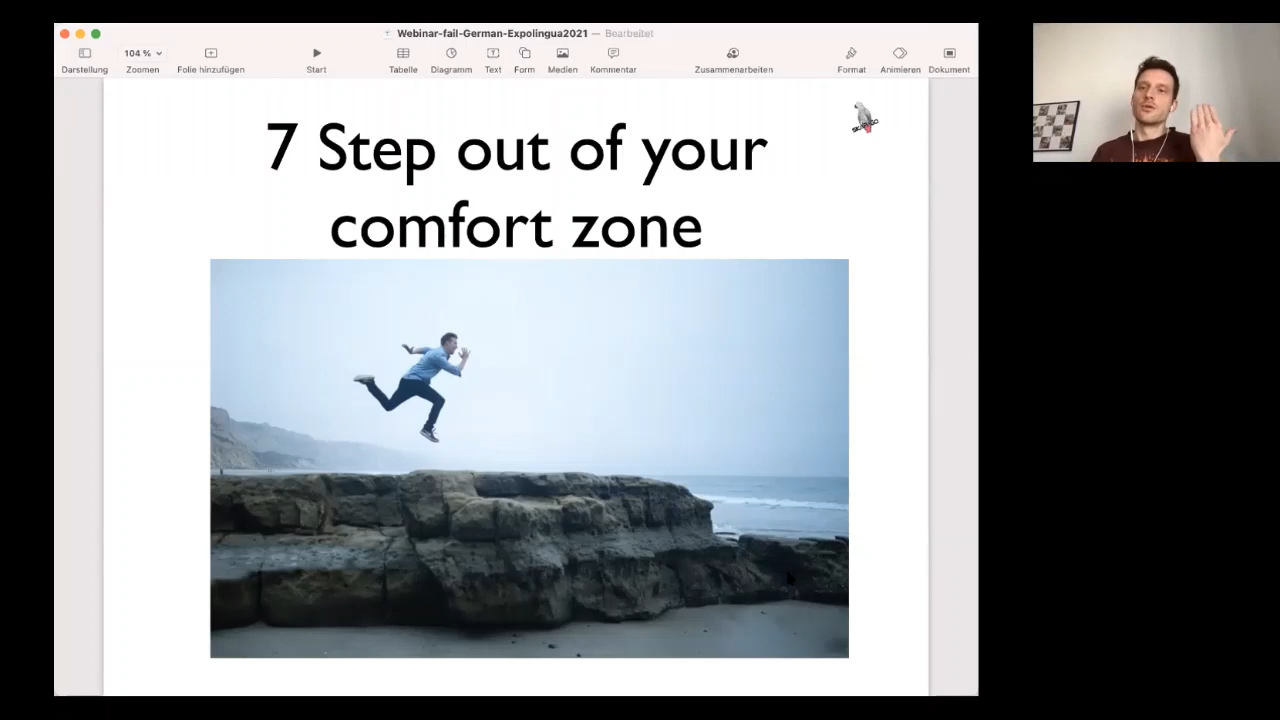 Webinar-fail-German-Expolingua2021 — Bearbeitet
104 %
Darstellung Zoomen Folie hinzufügen Start Tabelle Diagramm Text Form Medien Kommentar Zusammenarbeiten Format Animieren Dokument
7 Step out of your
comfort zone